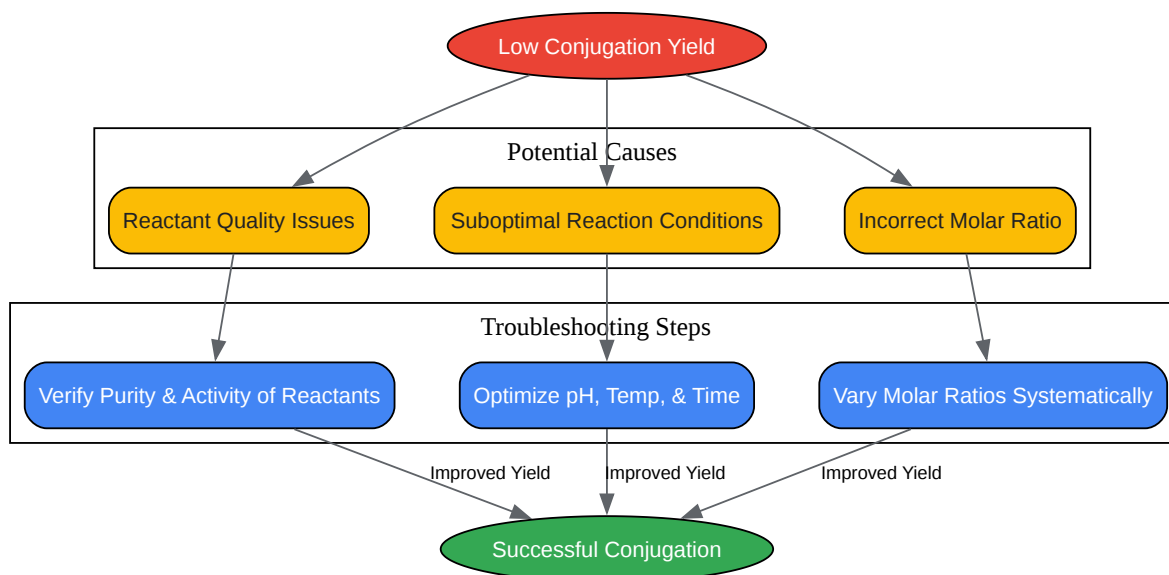 Low Conjugation Yield
Potential Causes
Reactant Quality Issues
Suboptimal Reaction Conditions
Incorrect Molar Ratio
Troubleshooting Steps
Verify Purity & Activity of Reactants
Optimize pH, Temp, & Time
Vary Molar Ratios Systematically
Improved Yield
Improved Yield
Improved Yield
Successful Conjugation